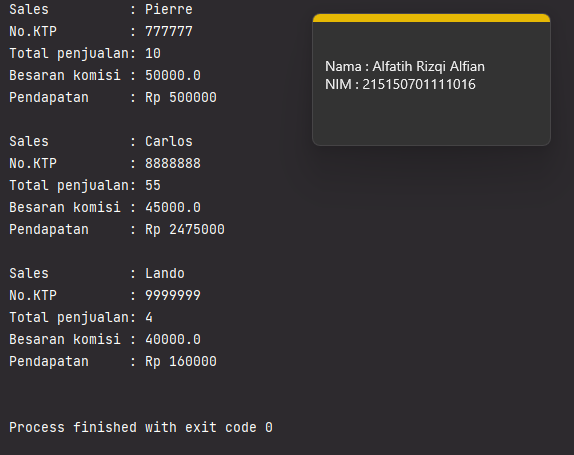 Sales          : Pierre
No.KTP         : 777777
Total penjualan: 10
Besaran komisi : 50000.0
Pendapatan     : Rp 500000
Sales          : Carlos
No.KTP         : 8888888
Total penjualan: 55
Besaran komisi : 45000.0
Pendapatan     : Rp 2475000
Sales          : Lando
No.KTP         : 9999999
Total penjualan: 4
Besaran komisi : 40000.0
Pendapatan     : Rp 160000
Process finished with exit code 0
Nama : Alfatih Rizqi Alfian
NIM : 215150701111016